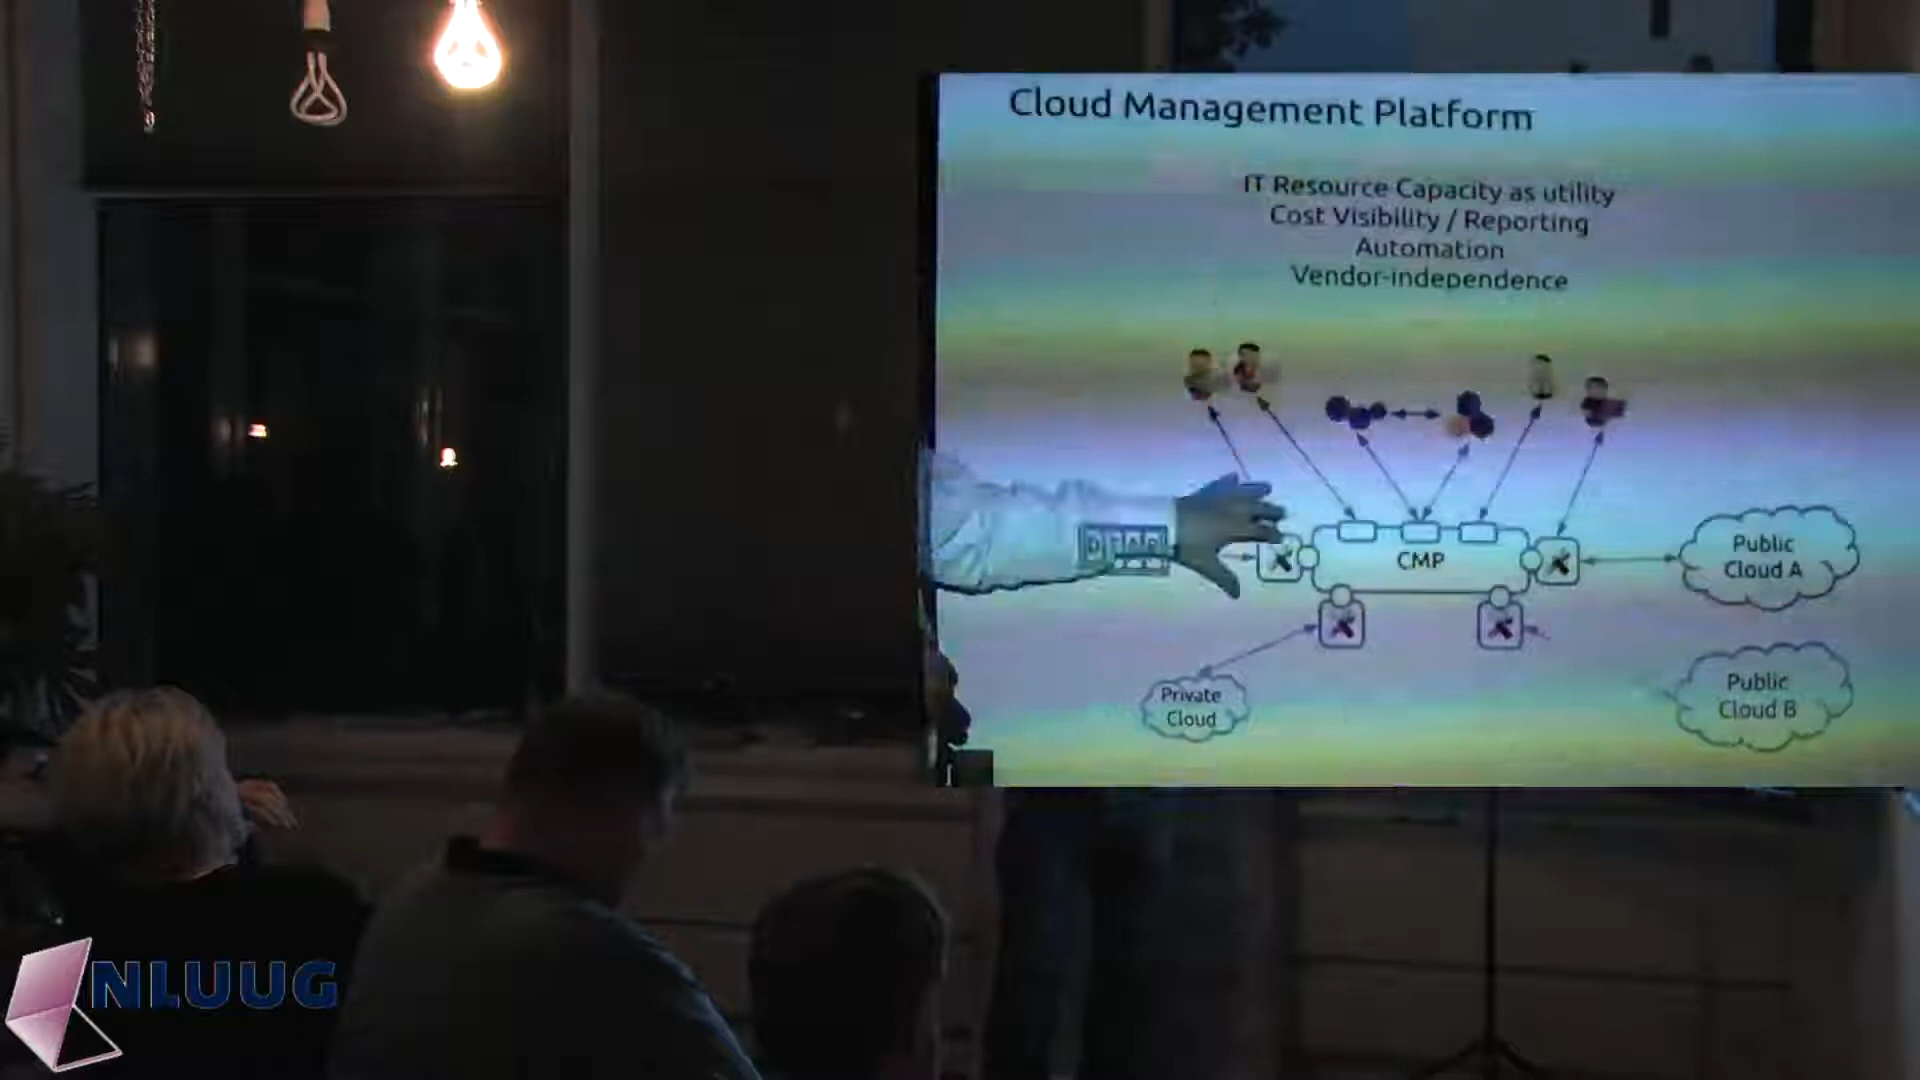 Cloud Management Platform
IT Resource Capacity as utility
Cost Visibility / Reporting
Automation
Vendor-independence
CMP
Public
Cloud A
Private
Cloud
Public
Cloud B
NLUUG